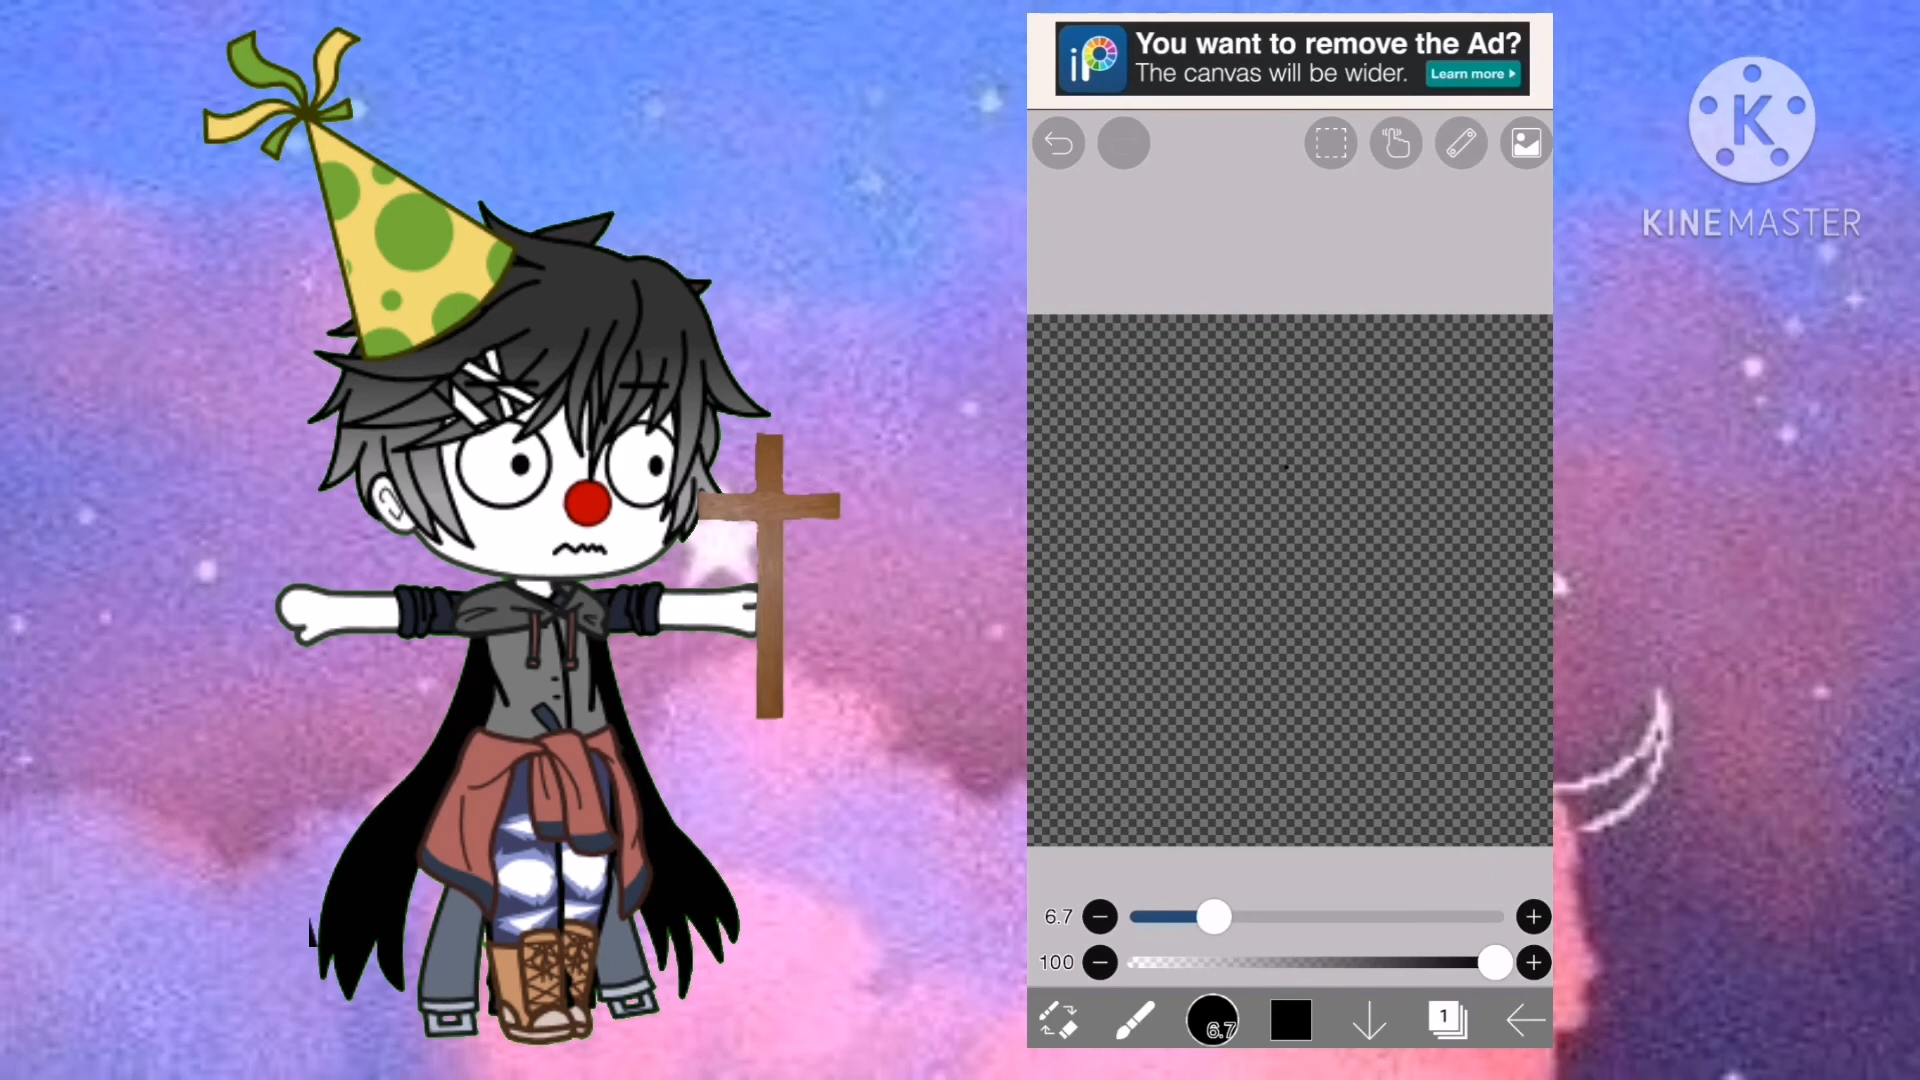 You want to remove the Ad?
The canvas will be wider.
Learn more
iP
K
KINEMASTER
6.7
100
6.7
1